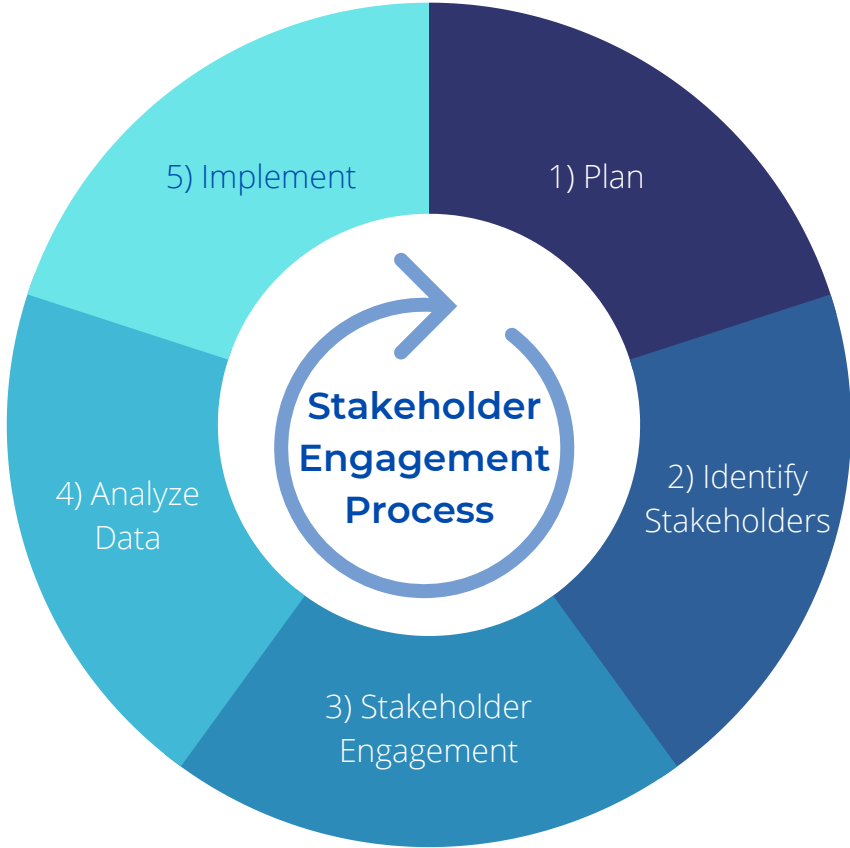 Stakeholder
Engagement
Process
1) Plan
2) Identify
Stakeholders
3) Stakeholder
Engagement
4) Analyze
Data
5) Implement